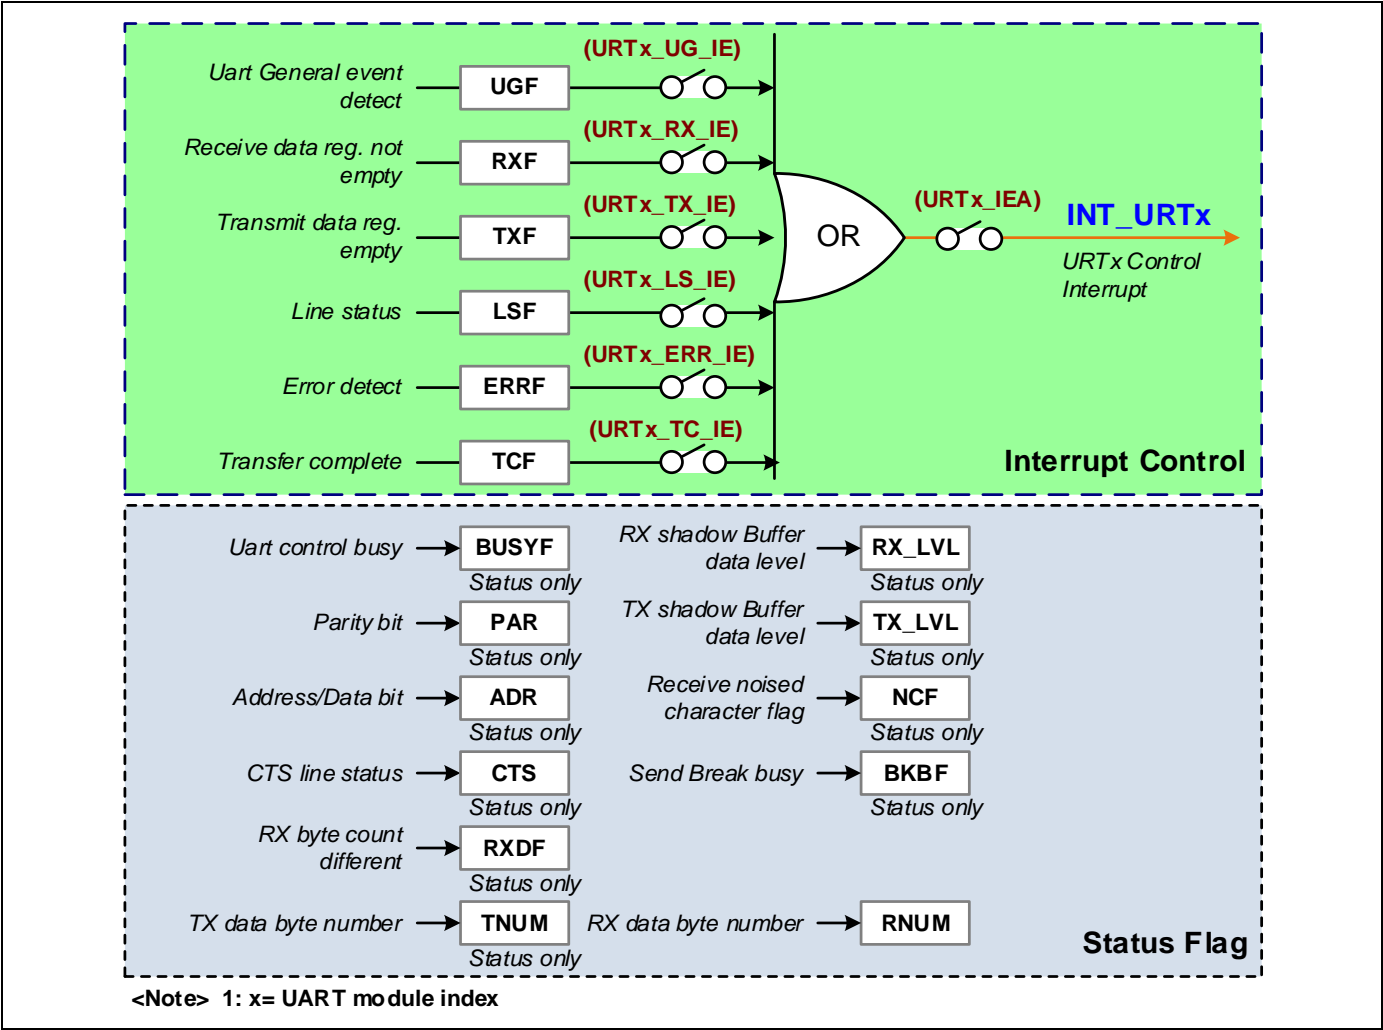 (URTx_UG_IE)
Uart General event
detect
UGF
(URTx_RX_IE)
Receive data reg. not
empty
RXF
(URTx_TX_IE)
Transmit data reg.
empty
TXF
(URTx_LS_IE)
Line status
LSF
(URTx_ERR_IE)
Error detect
ERRF
(URTx_TC_IE)
Transfer complete
TCF
OR
(URTx_IEA)
INT_URTx
URTx Control
Interrupt
Interrupt Control
Uart control busy
BUSYF
Status only
RX shadow Buffer
data level
RX_LVL
Status only
Parity bit
PAR
Status only
TX shadow Buffer
data level
TX_LVL
Status only
Address/Data bit
ADR
Status only
Receive noised
character flag
NCF
Status only
CTS line status
CTS
Status only
Send Break busy
BKBF
Status only
RX byte count
different
RXDF
Status only
TX data byte number
TNUM
Status only
RX data byte number
RNUM
Status Flag
<Note> 1: x= UART module index